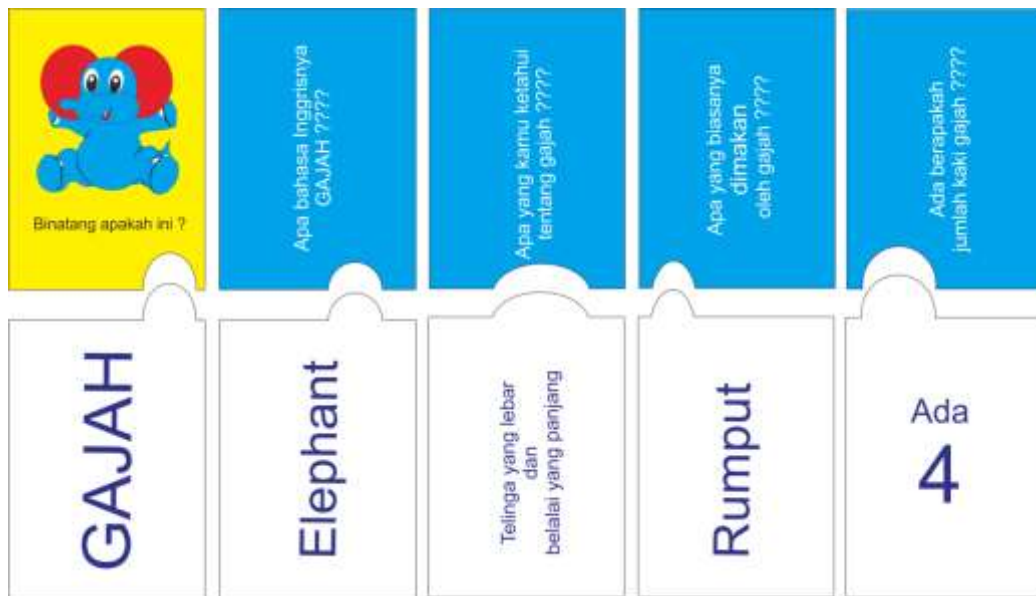 Binatang apakah ini ?
Apa bahasa Inggrisnya
GAJAH ????
Apa yang kamu ketahui
tentang gajah ????
Apa yang biasanya
dimakan
oleh gajah ????
Ada berapakah
jumlah kaki gajah ????
GAJAH
Elephant
Telinga yang lebar
dan
belalai yang panjang
Rumput
Ada
4